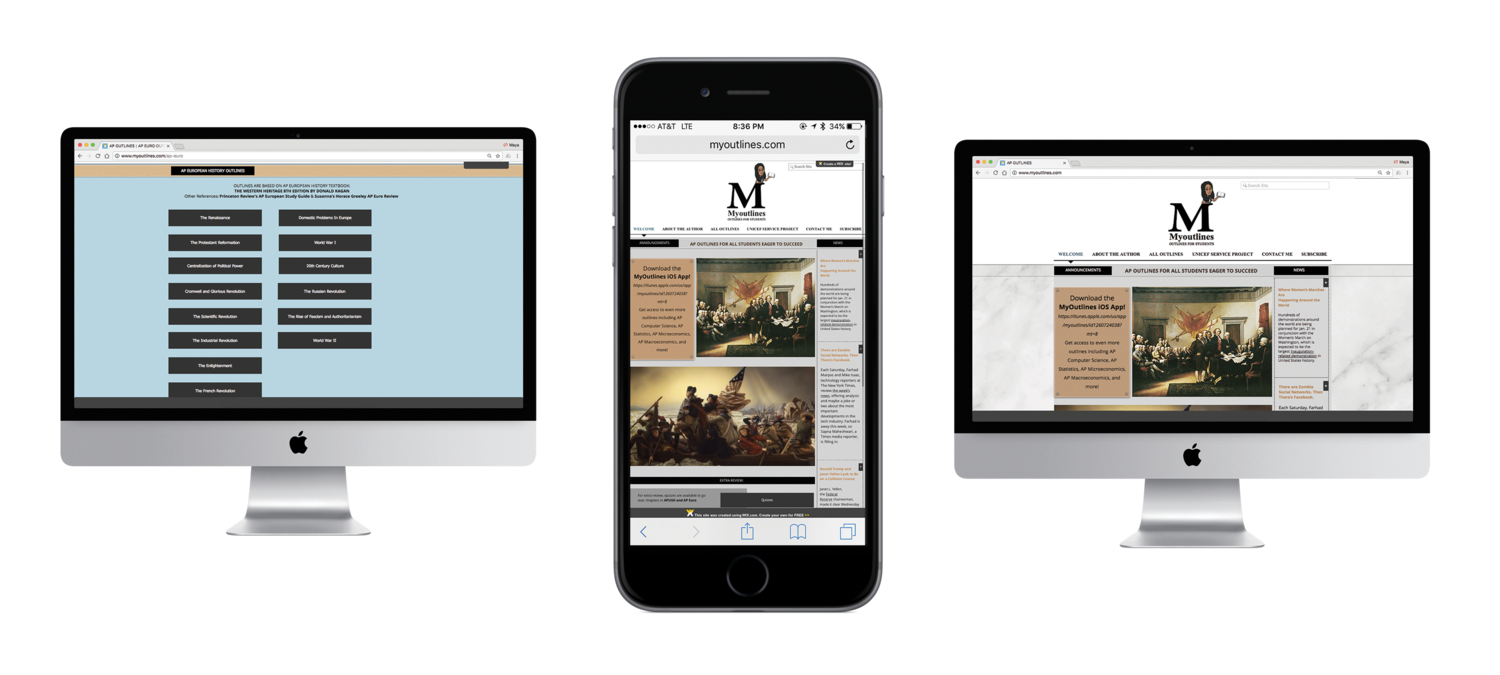 AP OUTLINES | AP EURO OU
Maya
www.myoutlines.com/ap-euro
AP EUROPEAN HISTORY OUTLINES
OUTLINES ARE BASED ON AP EUROPEAN HISTORY TEXTBOOK:
THE WESTERN HERITAGE 8TH EDITION BY DONALD KAGAN
Other References: Princeton Review's AP European Study Guide & Susanna's Horace Greeley AP Euro Review
The Renaissance
Domestic Problems in Europe
The Protestant Reformation
World War I
Centralization of Political Power
20th Century Culture
Cromwell and Glorious Revolution
The Russian Revolution
The Scientific Revolution
The Rise of Fascism and Authoritarianism
The Industrial Revolution
World War II
The Enlightenment
The French Revolution
AT&T LTE
8:36 PM
34%
myoutlines.com
Search Site
Create a WIX site!
M
Myoutlines
OUTLINES FOR STUDENTS
WELCOME ABOUT THE AUTHOR ALL OUTLINES UNICEF SERVICE PROJECT CONTACT ME SUBSCRIBE
ANNOUNCEMENTS
AP OUTLINES FOR ALL STUDENTS EAGER TO SUCCEED
NEWS
Download the
MyOutlines iOS App!
https://itunes.apple.com/us/app
/myoutlines/id1260724038?
mt=8
Get access to even more
outlines including AP
Computer Science, AP
Statistics, AP Microeconomics,
AP Macroeconomics, and
more!
Where Women's Marches
Are
Happening Around the
World
Hundreds of
demonstrations around
the world are being
planned for Jan. 21 in
conjunction with the
Women's March on
Washington, which is
expected to be the
largest inauguration-
related demonstration in
United States history.
There are Zombie
Social Networks. Then
There's Facebook.
Each Saturday, Farhad
Manjoo and Mike Isaac,
technology reporters at
The New York Times,
review the week's
news, offering analysis
and maybe a joke or
two about the most
important
developments in the
tech industry. Farhad is
away this week, so
Sapna Maheshwari, a
Times media reporter,
is filling in.
Donald Trump and
Janet Yellen Look to Be
on a Collision Course
Janet L. Yellen,
the Federal
Reserve chairwoman,
made it clear Wednesday
EXTRA REVIEW
For extra review, quizzes are available to go
over chapters in APUSH and AP Euro
Quizzes
This site was created using WIX.com. Create your own for FREE >>
AP OUTLINES
Maya
www.myoutlines.com
Search Site
M
Myoutlines
OUTLINES FOR STUDENTS
WELCOME ABOUT THE AUTHOR ALL OUTLINES UNICEF SERVICE PROJECT CONTACT ME SUBSCRIBE
ANNOUNCEMENTS
AP OUTLINES FOR ALL STUDENTS EAGER TO SUCCEED
NEWS
Download the
MyOutlines iOS App!
https://itunes.apple.com/us/app
/myoutlines/id1260724038?
mt=8
Get access to even more
outlines including AP
Computer Science, AP
Statistics, AP Microeconomics,
AP Macroeconomics, and
more!
Where Women's Marches
Are
Happening Around the
World
Hundreds of
demonstrations around
the world are being
planned for Jan. 21 in
conjunction with the
Women's March on
Washington, which is
expected to be the
largest inauguration-
related demonstration in
United States history.
There are Zombie
Social Networks. Then
There's Facebook.
Each Saturday, Farhad